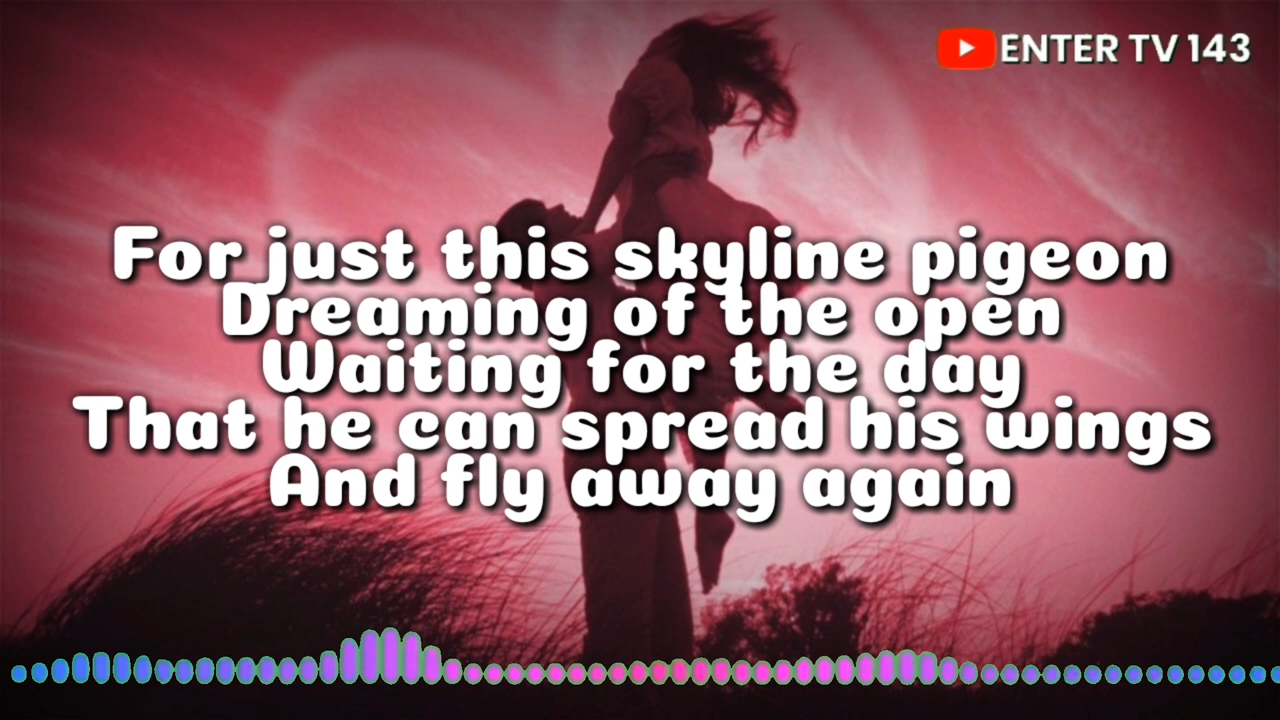 ENTER TV 143
For just this skyline pigeon
Dreaming of the open
Waiting for the day
That he can spread his wings
And fly away again